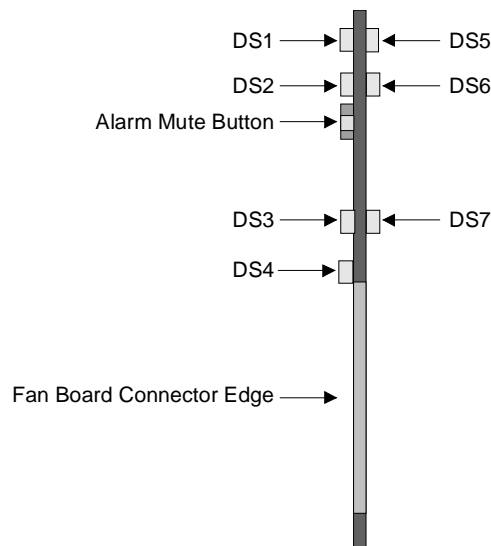 DS1 DS5
DS2 DS6
Alarm Mute Button
DS3 DS7
DS4
Fan Board Connector Edge